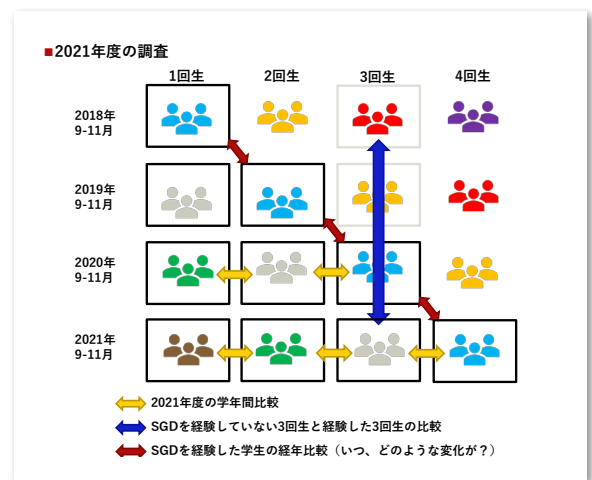 ■2021年度の調査
1回生 2回生 3回生 4回生
2018年
9-11月
2019年
9-11月
2020年
9-11月
2021年
9-11月
2021年度の学年間比較
SGDを経験していない3回生と経験した3回生の比較
SGDを経験した学生の経年比較（いつ、どのような変化が？）